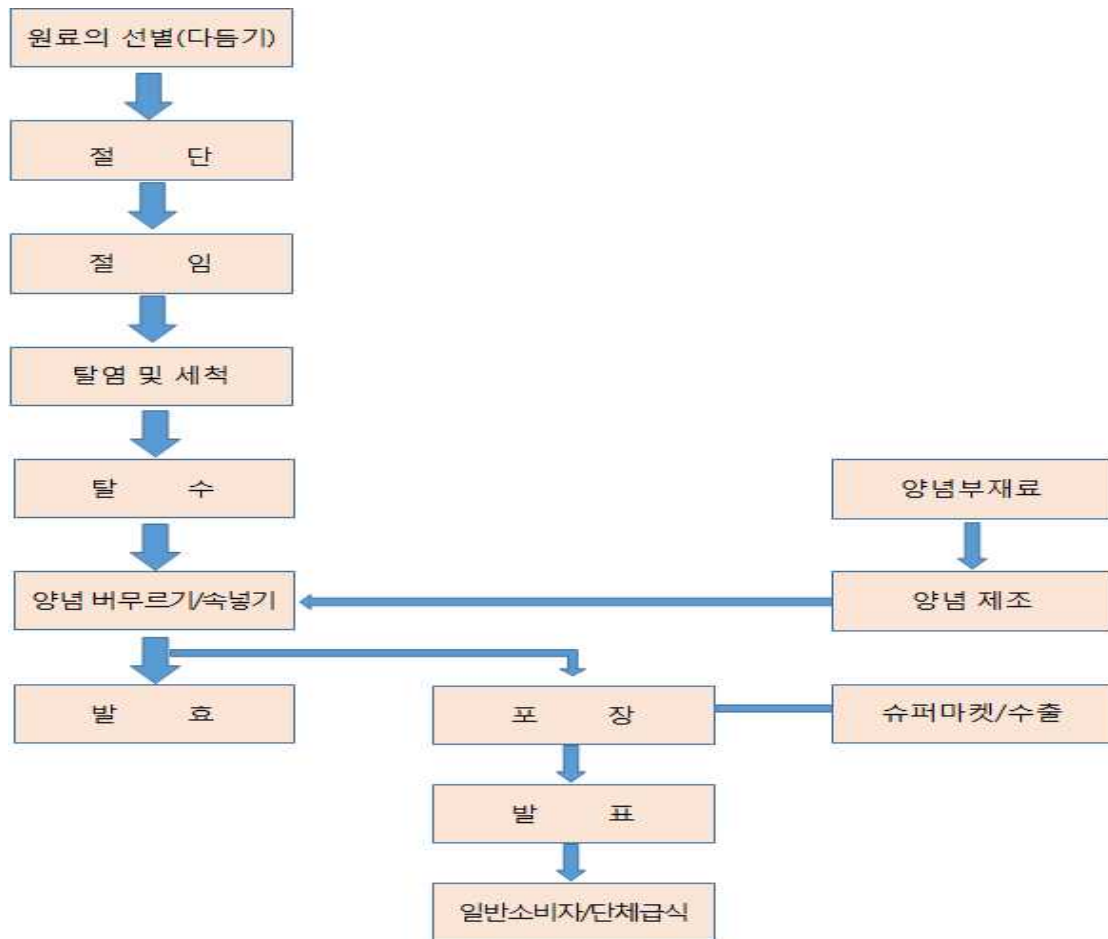 원료의 선별(다듬기)
절 단
절 임
탈염 및 세척
탈 수
양념부재료
양념 버무르기/속넣기
양념 제조
발 효
포 장
슈퍼마켓/수출
발 표
일반소비자/단체급식